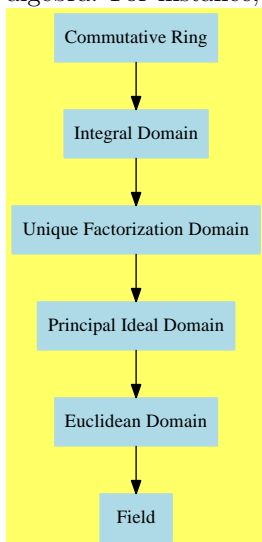 Commutative Ring
Integral Domain
Unique Factorization Domain
Principal Ideal Domain
Euclidean Domain
Field